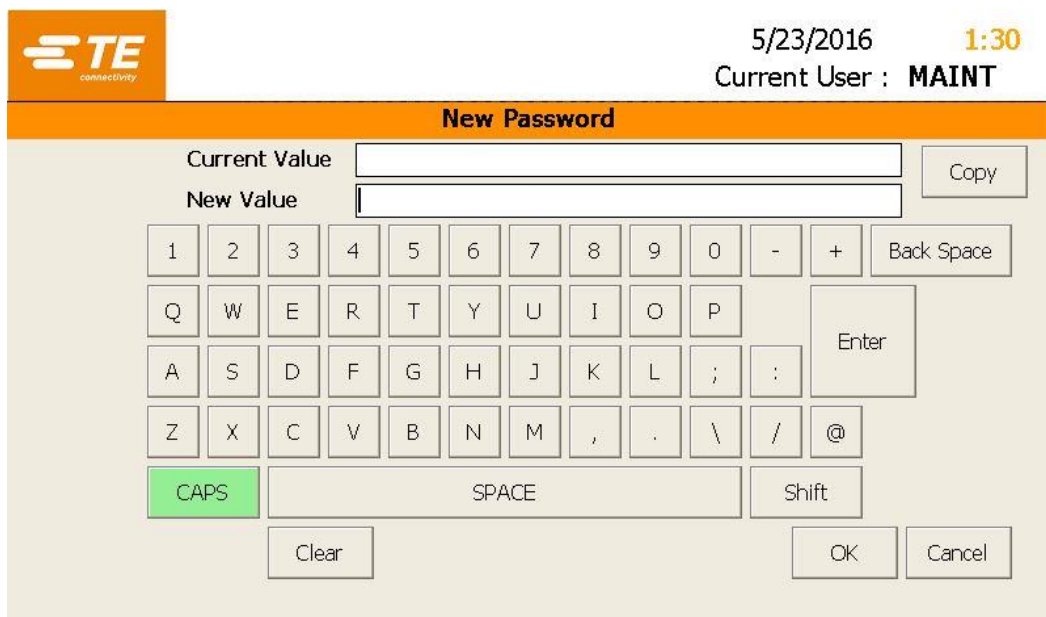 TE
connectivity
5/23/2016 1:30
Current User : MAINT
New Password
Current Value
Copy
New Value
1 2 3 4 5 6 7 8 9 0 - + Back Space
Q W E R T Y U I O P
Enter
A S D F G H J K L ; :
Z X C V B N M , . \ / @
CAPS SPACE Shift
Clear OK Cancel